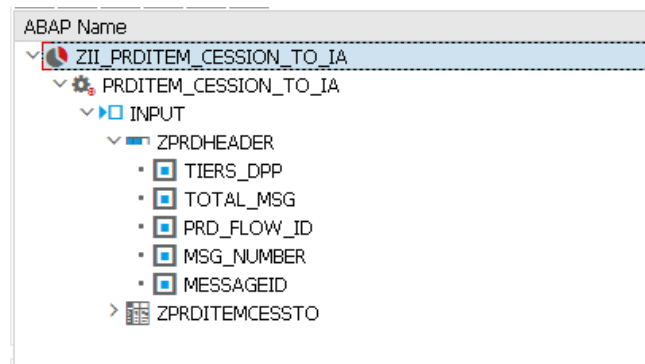 ABAP Name
ZII_PRDITEM_CESSION_TO_IA
PRDITEM_CESSION_TO_IA
INPUT
ZPRDHEADER
TIERS_DPP
TOTAL_MSG
PRD_FLOW_ID
MSG_NUMBER
MESSAGEID
ZPRDITEMCESSTO